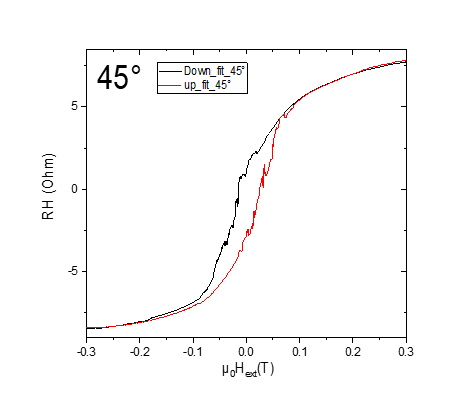 45°
Down_fit_45°
up_fit_45°
5
0
-5
RH (Ohm)
-0.3 -0.2 -0.1 0.0 0.1 0.2 0.3
μ₀Hₑₓₜ(T)